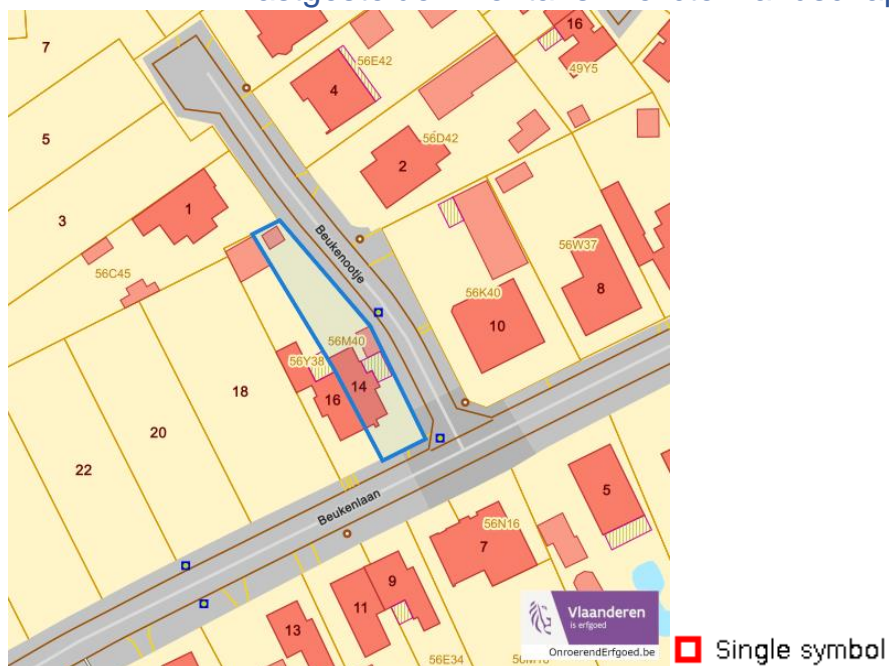 7
16
56E42
49Y5
4
5
56D42
2
1
3
Beukenootje
56W37
56C45
56K40
8
10
56M40
56Y38
14
18
16
20
22
5
Beukenlaan
56N16
7
9
11
13
56E34
Vlaanderen
is erfgoed
OnroerendErfgoed.be
Single symbol